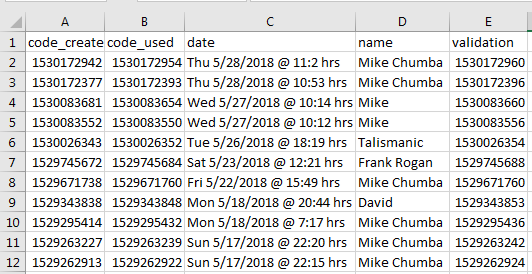 A B C D E
1 code_create code_used date name validation
2 1530172942 1530172954 Thu 5/28/2018 @ 11:2 hrs Mike Chumba 1530172960
3 1530172377 1530172393 Thu 5/28/2018 @ 10:53 hrs Mike Chumba 1530172396
4 1530083681 1530083654 Wed 5/27/2018 @ 10:14 hrs Mike 1530083660
5 1530083552 1530083550 Wed 5/27/2018 @ 10:12 hrs Mike 1530083556
6 1530026343 1530026352 Tue 5/26/2018 @ 18:19 hrs Talismanic 1530026354
7 1529745672 1529745684 Sat 5/23/2018 @ 12:21 hrs Frank Rogan 1529745688
8 1529671738 1529671760 Fri 5/22/2018 @ 15:49 hrs Mike Chumba 1529671760
9 1529343838 1529343848 Mon 5/18/2018 @ 20:44 hrs David 1529343853
10 1529295414 1529295432 Mon 5/18/2018 @ 7:17 hrs Mike Chumba 1529295436
11 1529263227 1529263239 Sun 5/17/2018 @ 22:20 hrs Mike Chumba 1529263242
12 1529262913 1529262922 Sun 5/17/2018 @ 22:15 hrs Mike Chumba 1529262924